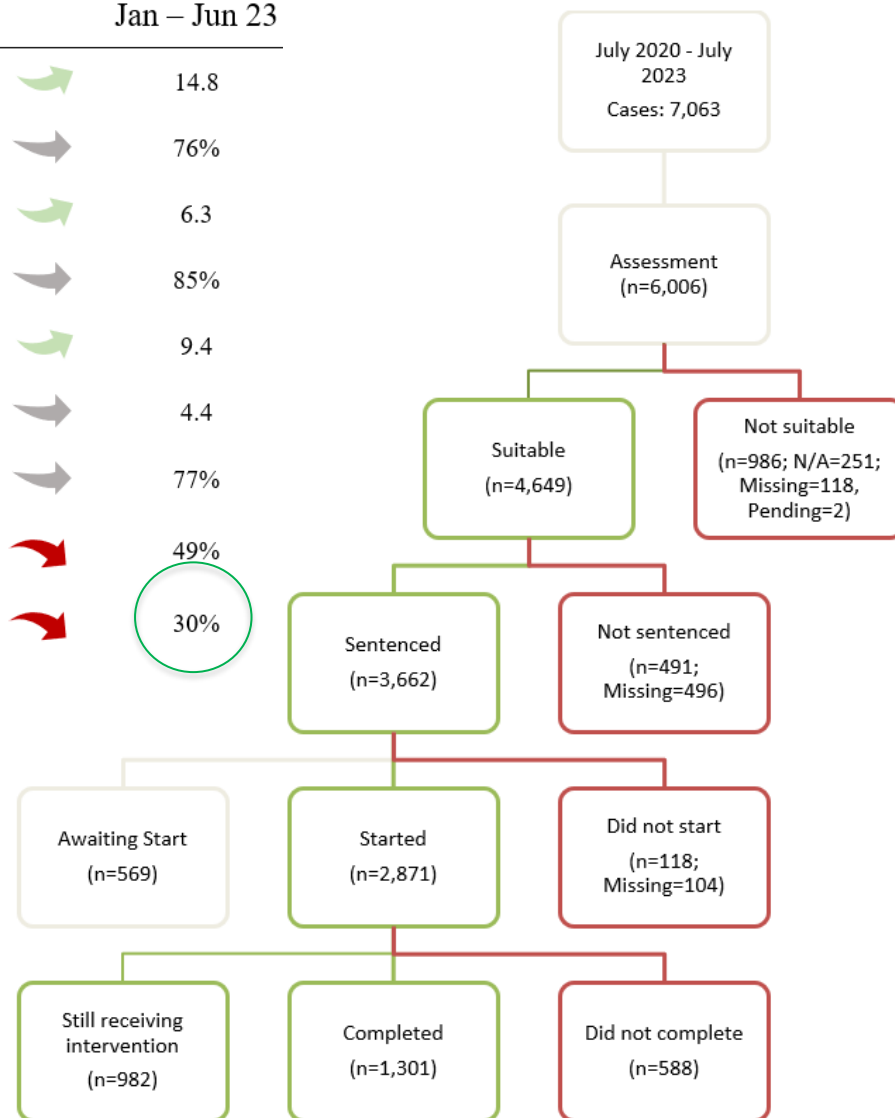 Jan – Jun 23
14.8
76%
6.3
85%
9.4
4.4
77%
49%
30%
July 2020 - July
2023
Cases: 7,063
Assessment
(n=6,006)
Suitable
(n=4,649)
Not suitable
(n=986; N/A=251;
Missing=118,
Pending=2)
Sentenced
(n=3,662)
Not sentenced
(n=491;
Missing=496)
Awaiting Start
(n=569)
Started
(n=2,871)
Did not start
(n=118;
Missing=104)
Still receiving
intervention
(n=982)
Completed
(n=1,301)
Did not complete
(n=588)